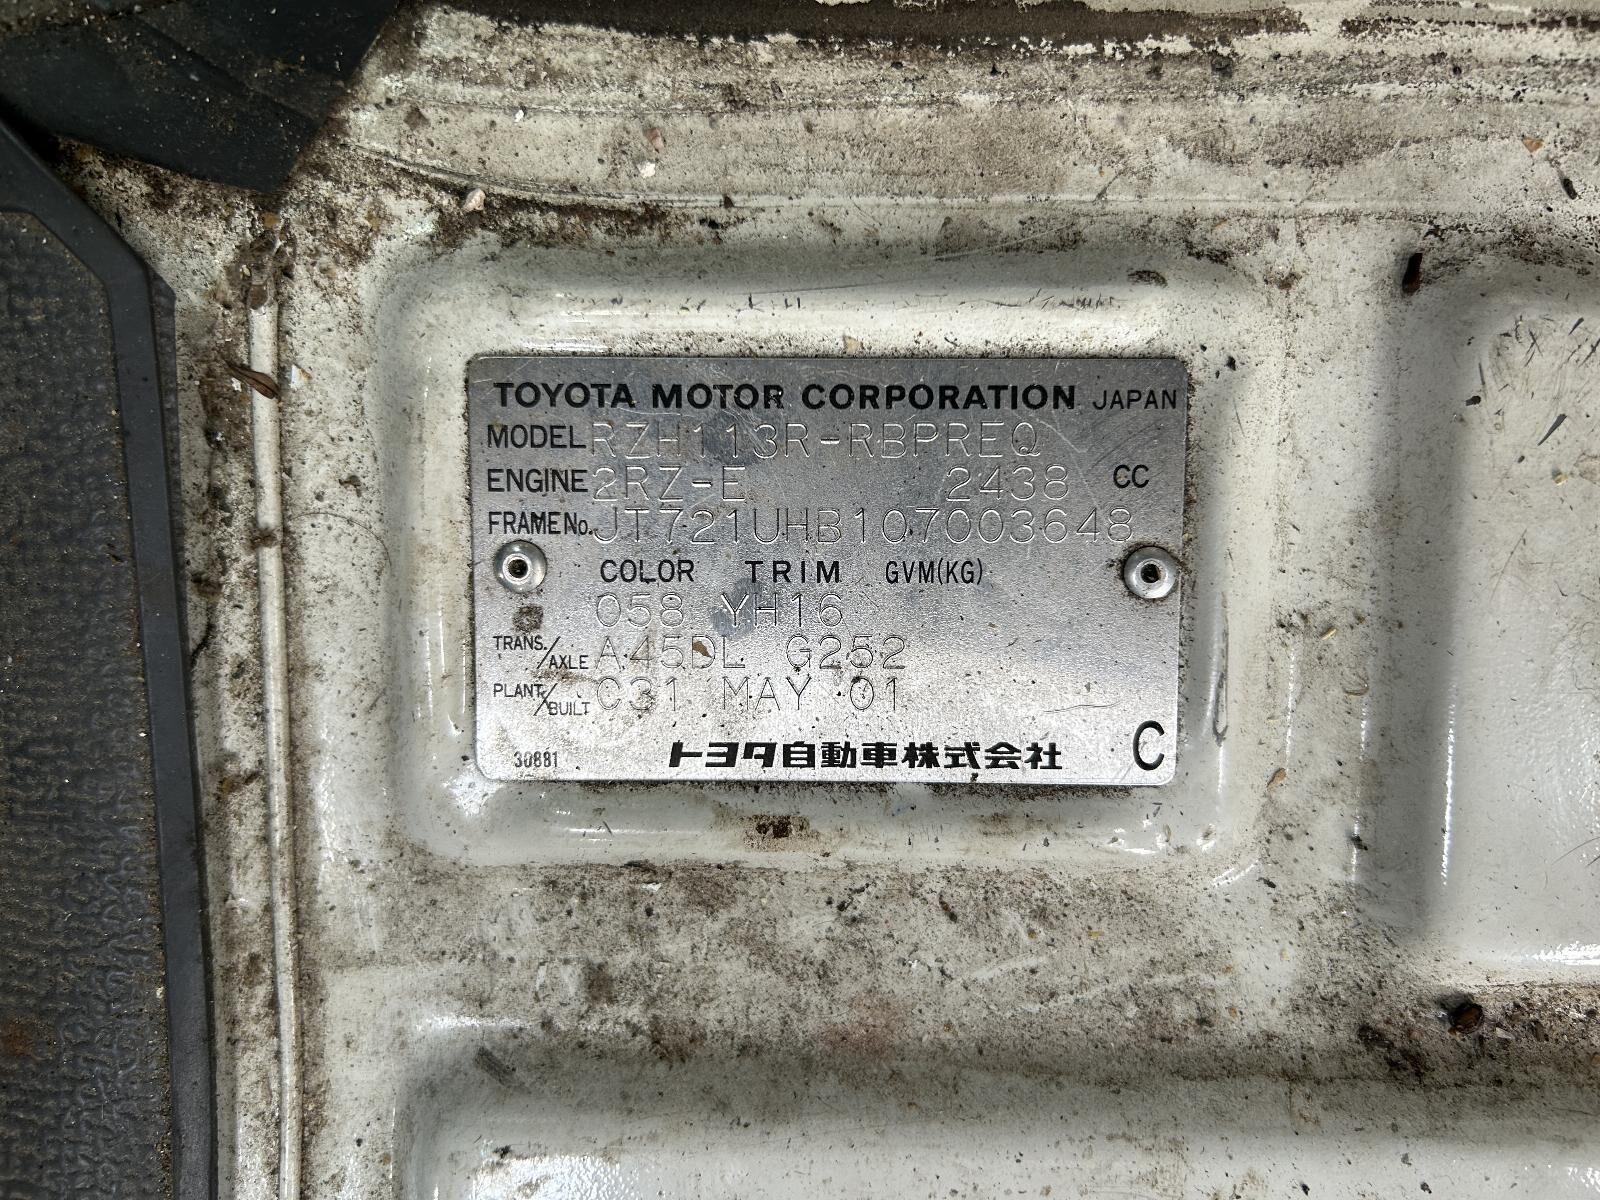 TOYOTA MOTOR CORPORATION JAPAN
MODEL RZH113R-RBPREQ
ENGINE 2RZ-E 2438 CC
FRAME No. JT721UHB107003648
COLOR TRIM GVM(KG)
058 YH16
TRANS./AXLE A45DL G252
PLANT/BUILT C31 MAY 01
30881 トヨタ自動車株式会社 C